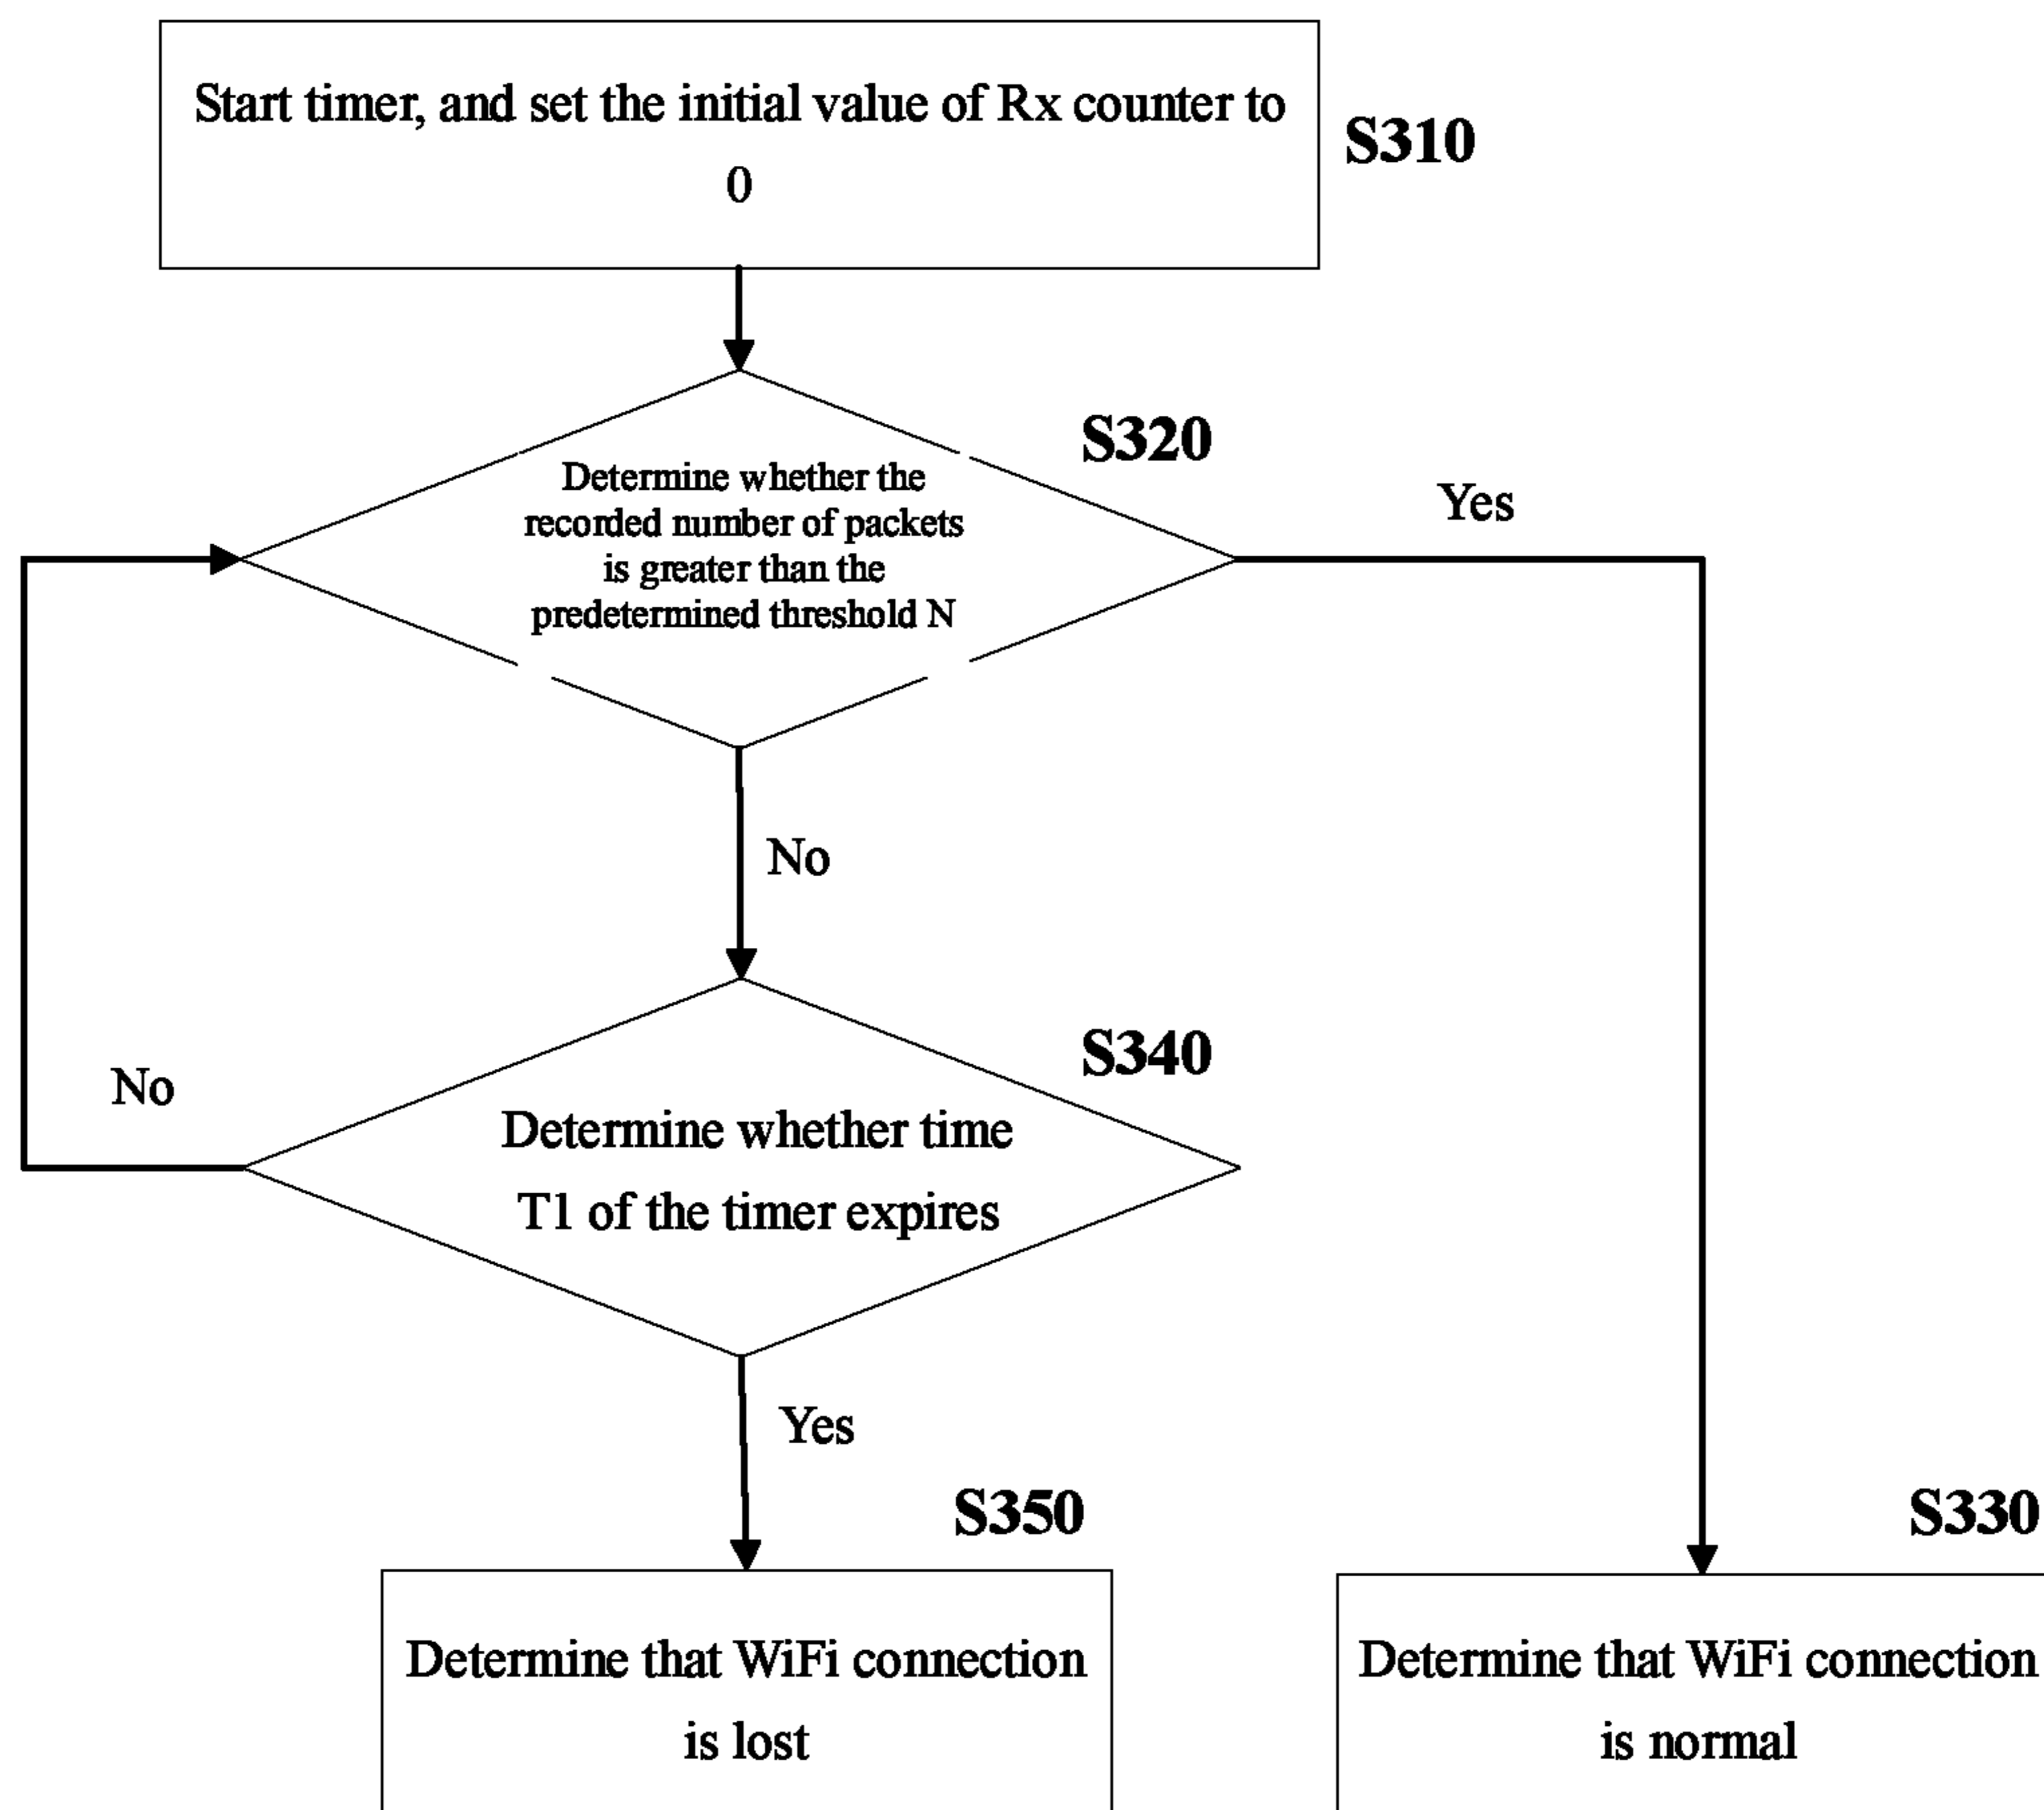 Start timer, and set the initial value of Rx counter to
0
S310
S320
Determine whether the
recorded number of packets
is greater than the
predetermined threshold N
Yes
No
S340
Determine whether time
T1 of the timer expires
No
Yes
S350
Determine that WiFi connection
is lost
S330
Determine that WiFi connection
is normal